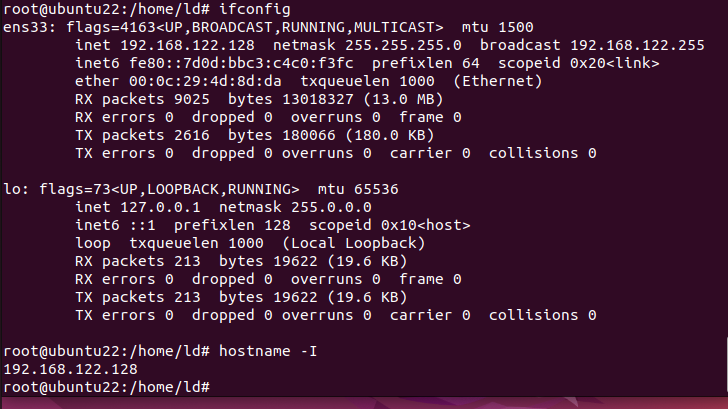 root@ubuntu22:/home/ld# ifconfig
ens33: flags=4163<UP,BROADCAST,RUNNING,MULTICAST>  mtu 1500
        inet 192.168.122.128  netmask 255.255.255.0  broadcast 192.168.122.255
        inet6 fe80::7d0d:bbc3:c4c0:f3fc  prefixlen 64  scopeid 0x20<link>
        ether 00:0c:29:4d:8d:da  txqueuelen 1000  (Ethernet)
        RX packets 9025  bytes 13018327 (13.0 MB)
        RX errors 0  dropped 0  overruns 0  frame 0
        TX packets 2616  bytes 180066 (180.0 KB)
        TX errors 0  dropped 0 overruns 0  carrier 0  collisions 0

lo: flags=73<UP,LOOPBACK,RUNNING>  mtu 65536
        inet 127.0.0.1  netmask 255.0.0.0
        inet6 ::1  prefixlen 128  scopeid 0x10<host>
        loop  txqueuelen 1000  (Local Loopback)
        RX packets 213  bytes 19622 (19.6 KB)
        RX errors 0  dropped 0  overruns 0  frame 0
        TX packets 213  bytes 19622 (19.6 KB)
        TX errors 0  dropped 0 overruns 0  carrier 0  collisions 0

root@ubuntu22:/home/ld# hostname -I
192.168.122.128
root@ubuntu22:/home/ld#